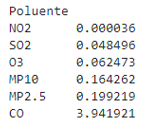 Poluente
NO2 0.000036
SO2 0.048496
O3 0.062473
MP10 0.164262
MP2.5 0.199219
CO 3.941921